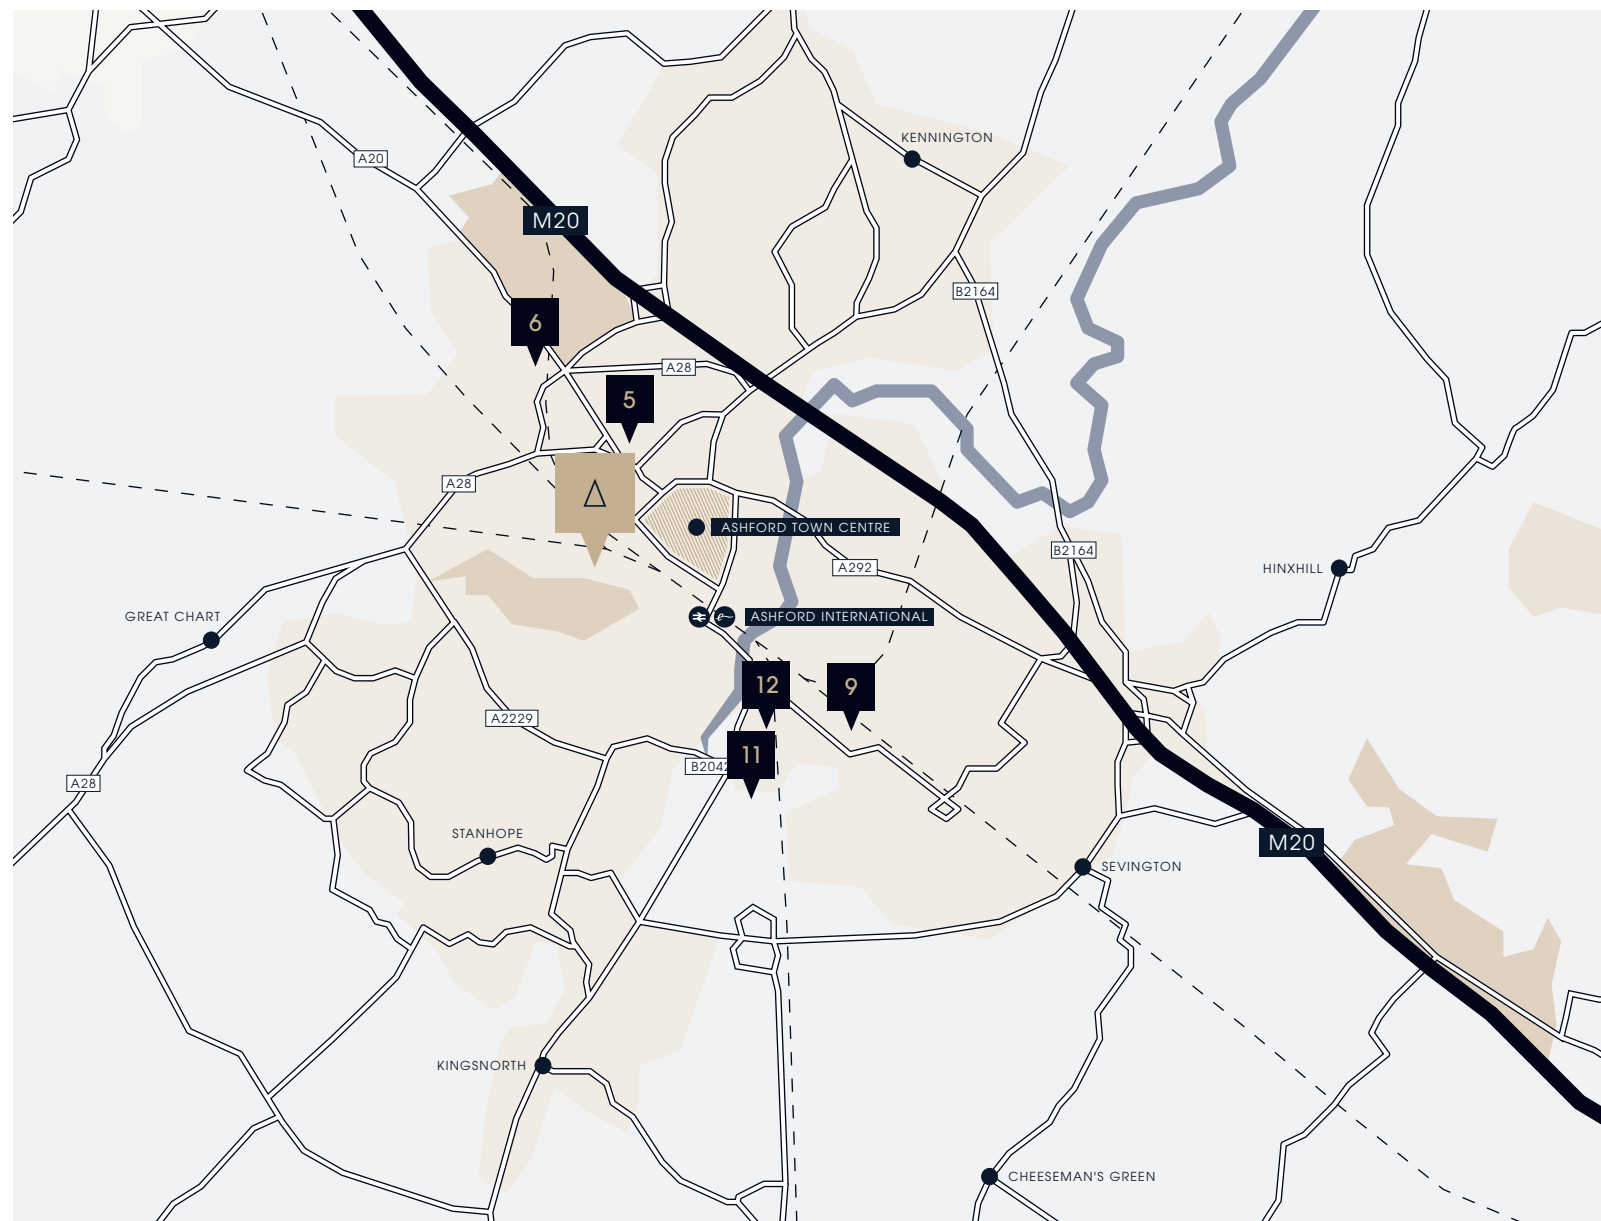 KENNINGTON
A20
M20
B2164
6
A28
5
A28
ASHFORD TOWN CENTRE
B2164
A292
HINXHILL
GREAT CHART
ASHFORD INTERNATIONAL
12
9
A2229
11
B2042
A28
STANHOPE
M20
SEVINGTON
KINGSNORTH
CHEESEMAN'S GREEN